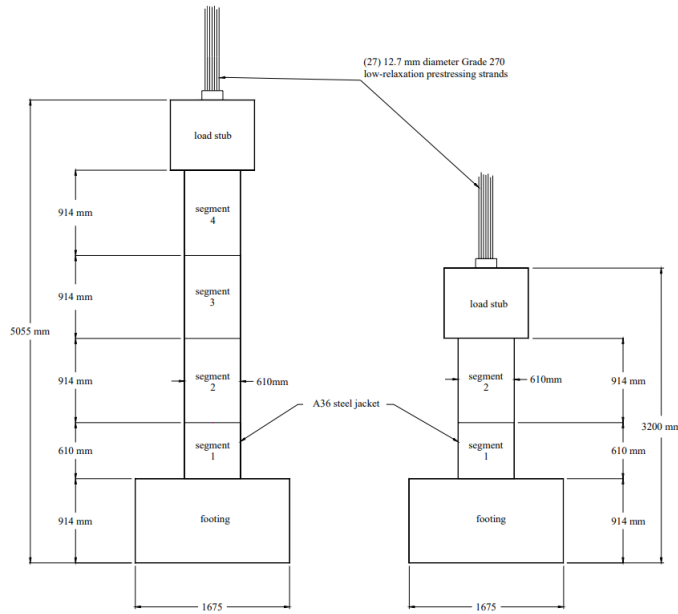 (27) 12.7 mm diameter Grade 270
low-relaxation prestressing strands
load stub
segment
4
914 mm
segment
3
914 mm
5055 mm
segment
2
610mm
914 mm
A36 steel jacket
segment
1
610 mm
footing
914 mm
1675
load stub
segment
2
610mm
914 mm
3200 mm
segment
1
610 mm
footing
914 mm
1675